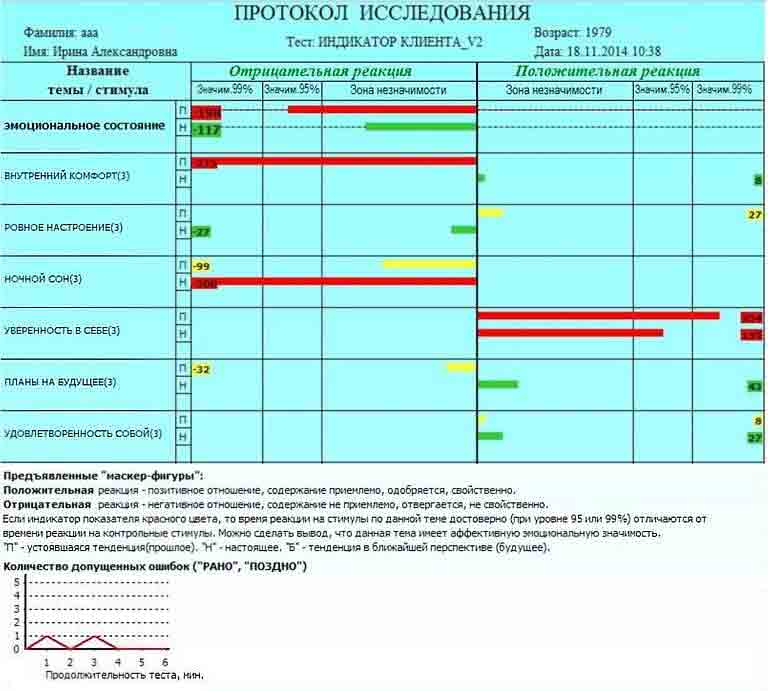 ПРОТОКОЛ ИССЛЕДОВАНИЯ
Фамилия: ааа
Имя: Ирина Александровна
Тест: ИНДИКАТОР КЛИЕНТА_V2
Возраст: 1979
Дата: 18.11.2014 10:38
Название
темы / стимула
Отрицательная реакция
Положительная реакция
Значим.99% Значим.95% Зона незначимости Зона незначимости Значим.95% Значим.99%
эмоциональное состояние
П
Н -117
ВНУТРЕННИЙ КОМФОРТ(3)
П
Н 8
РОВНОЕ НАСТРОЕНИЕ(3)
П 27
Н -27
НОЧНОЙ СОН(3)
П -99
Н
УВЕРЕННОСТЬ В СЕБЕ(3)
П
Н
ПЛАНЫ НА БУДУЩЕЕ(3)
П -32
Н 43
УДОВЛЕТВОРЕННОСТЬ СОБОЙ(3)
П 8
Н 27
Предъявленные "маскер-фигуры":
Положительная реакция - позитивное отношение, содержание приемлемо, одобряется, свойственно.
Отрицательная реакция - негативное отношение, содержание не приемлемо, отвергается, не свойственно.
Если индикатор показателя красного цвета, то время реакции на стимулы по данной теме достоверно (при уровне 95 или 99%) отличаются от
времени реакции на контрольные стимулы. Можно сделать вывод, что данная тема имеет аффективную эмоциональную значимость.
"П" - устоявшаяся тенденция(прошлое). "Н" - настоящее. "Б" - тенденция в ближайшей перспективе (будущее).
Количество допущенных ошибок ("РАНО", "ПОЗДНО")
5
4
3
2
1
0
1 2 3 4 5 6
Продолжительность теста, мин.